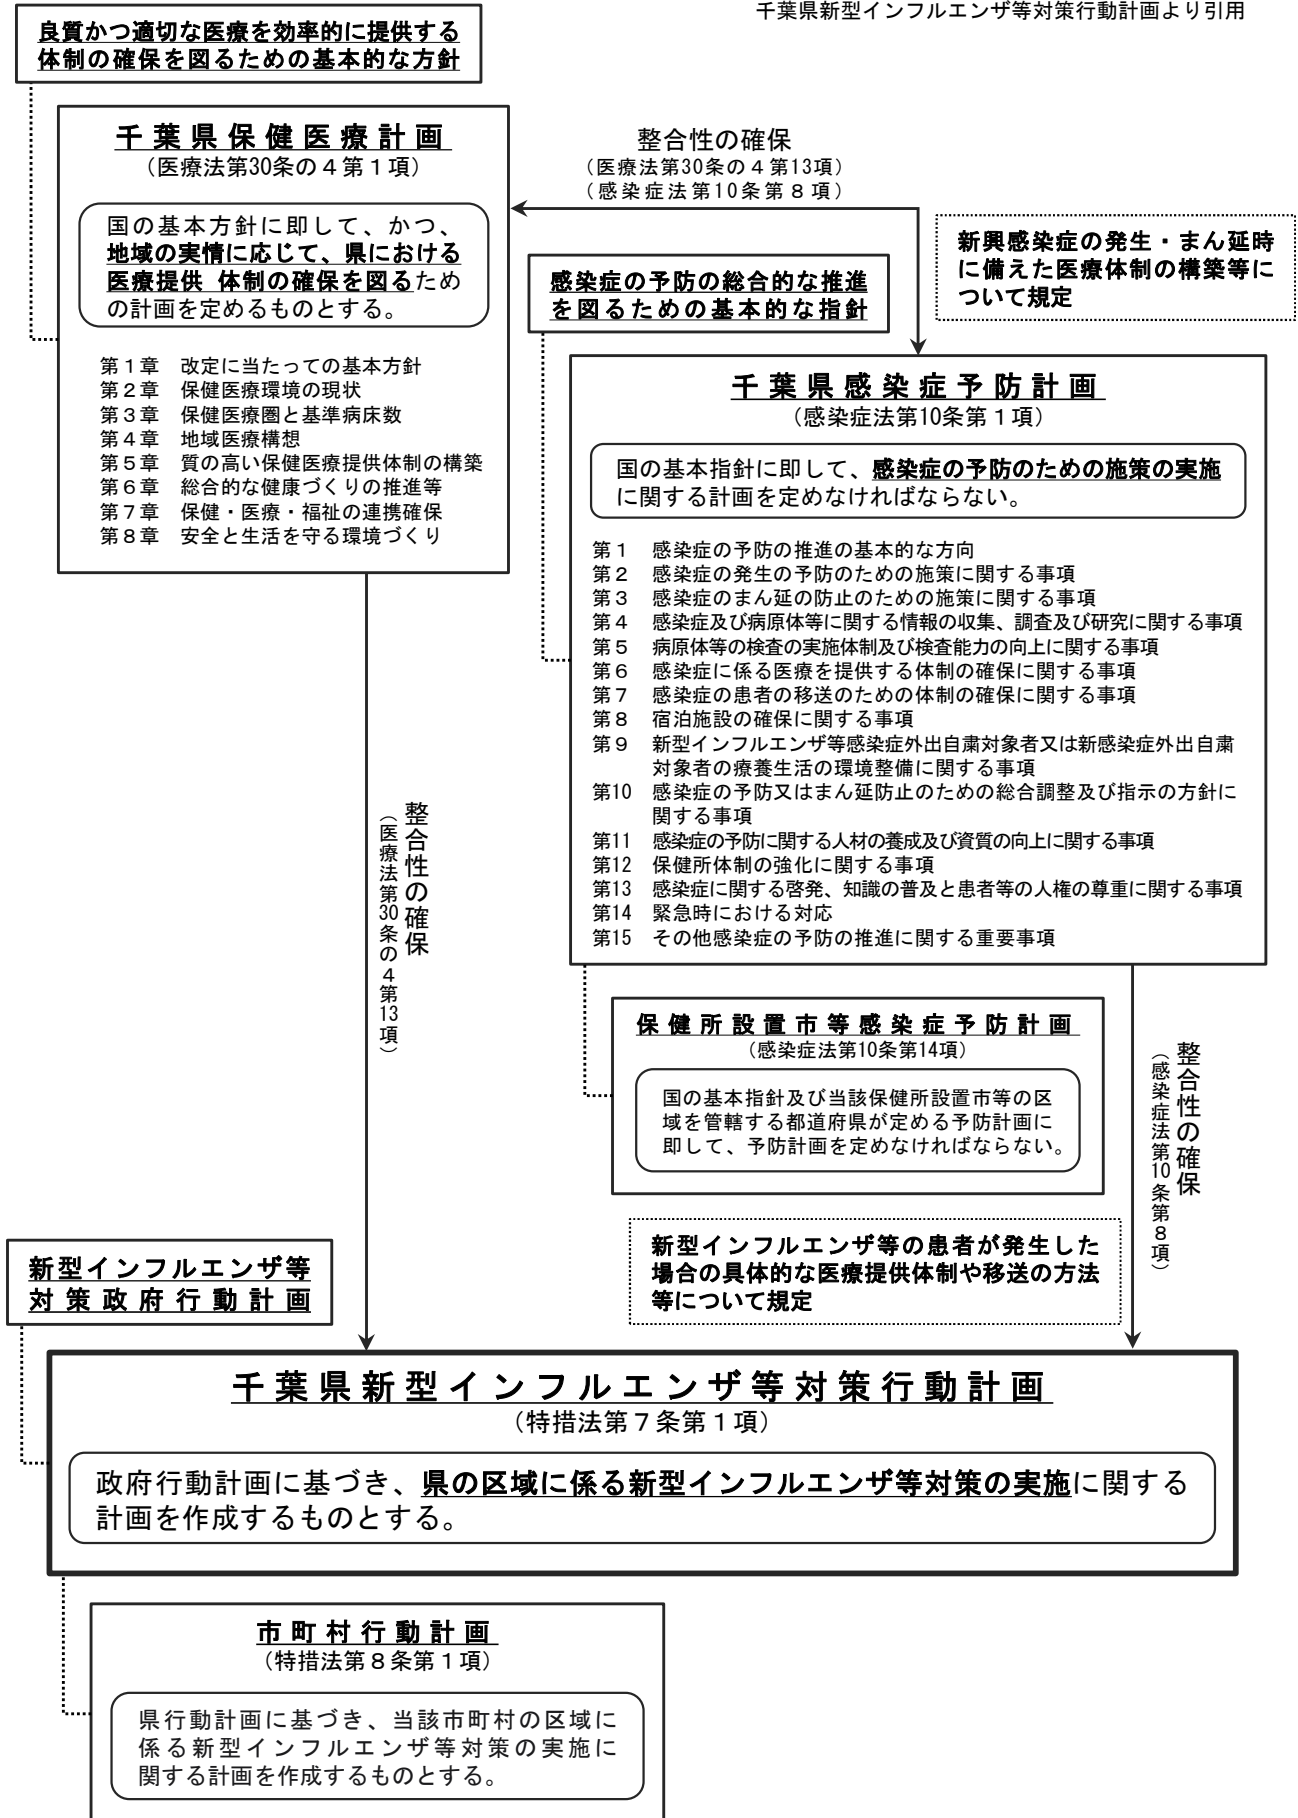 千葉県新型インフルエンザ等対策行動計画より引用
良質かつ適切な医療を効率的に提供する
体制の確保を図るための基本的な方針
千葉県保健医療計画
（医療法第30条の４第１項）
国の基本方針に即して、かつ、
地域の実情に応じて、県における
医療提供 体制の確保を図るため
の計画を定めるものとする。
第１章　改定に当たっての基本方針
第２章　保健医療環境の現状
第３章　保健医療圏と基準病床数
第４章　地域医療構想
第５章　質の高い保健医療提供体制の構築
第６章　総合的な健康づくりの推進等
第７章　保健・医療・福祉の連携確保
第８章　安全と生活を守る環境づくり
整合性の確保
（医療法第30条の４第13項）
（感染症法第10条第８項）
新興感染症の発生・まん延時
に備えた医療体制の構築等に
ついて規定
感染症の予防の総合的な推進
を図るための基本的な指針
千葉県感染症予防計画
（感染症法第10条第１項）
国の基本指針に即して、感染症の予防のための施策の実施
に関する計画を定めなければならない。
第１　感染症の予防の推進の基本的な方向
第２　感染症の発生の予防のための施策に関する事項
第３　感染症のまん延の防止のための施策に関する事項
第４　感染症及び病原体等に関する情報の収集、調査及び研究に関する事項
第５　病原体等の検査の実施体制及び検査能力の向上に関する事項
第６　感染症に係る医療を提供する体制の確保に関する事項
第７　感染症の患者の移送のための体制の確保に関する事項
第８　宿泊施設の確保に関する事項
第９　新型インフルエンザ等感染症外出自粛対象者又は新感染症外出自粛
対象者の療養生活の環境整備に関する事項
第10　感染症の予防又はまん延防止のための総合調整及び指示の方針に
関する事項
第11　感染症の予防に関する人材の養成及び資質の向上に関する事項
第12　保健所体制の強化に関する事項
第13　感染症に関する啓発、知識の普及と患者等の人権の尊重に関する事項
第14　緊急時における対応
第15　その他感染症の予防の推進に関する重要事項
整合性の確保
（医療法第30条の４第13項）
保健所設置市等感染症予防計画
（感染症法第10条第14項）
国の基本指針及び当該保健所設置市等の区
域を管轄する都道府県が定める予防計画に
即して、予防計画を定めなければならない。
整合性の確保
（感染症法第10条第８項）
新型インフルエンザ等の患者が発生した
場合の具体的な医療提供体制や移送の方法
等について規定
新型インフルエンザ等
対策政府行動計画
千葉県新型インフルエンザ等対策行動計画
（特措法第７条第１項）
政府行動計画に基づき、県の区域に係る新型インフルエンザ等対策の実施に関する
計画を作成するものとする。
市町村行動計画
（特措法第８条第１項）
県行動計画に基づき、当該市町村の区域に
係る新型インフルエンザ等対策の実施に
関する計画を作成するものとする。